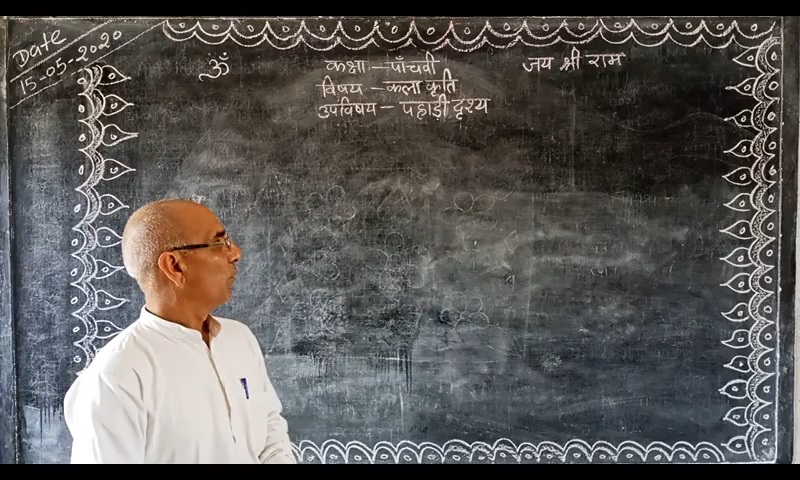 Date
15-05-2020
ॐ
जय श्री राम
कक्षा – पाँचवी
विषय – कला कृति
उपविषय – पहाड़ी दृश्य